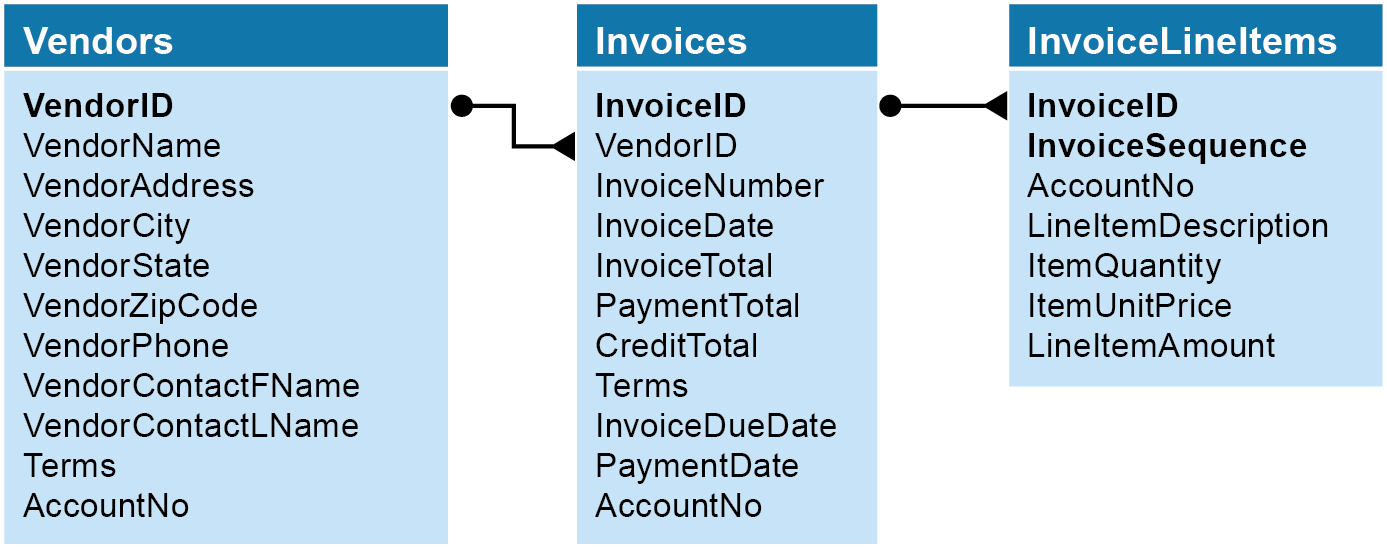 Vendors
VendorID
VendorName
VendorAddress
VendorCity
VendorState
VendorZipCode
VendorPhone
VendorContactFName
VendorContactLName
Terms
AccountNo
Invoices
InvoiceID
VendorID
InvoiceNumber
InvoiceDate
InvoiceTotal
PaymentTotal
CreditTotal
Terms
InvoiceDueDate
PaymentDate
AccountNo
InvoiceLineItems
InvoiceID
InvoiceSequence
AccountNo
LineItemDescription
ItemQuantity
ItemUnitPrice
LineItemAmount